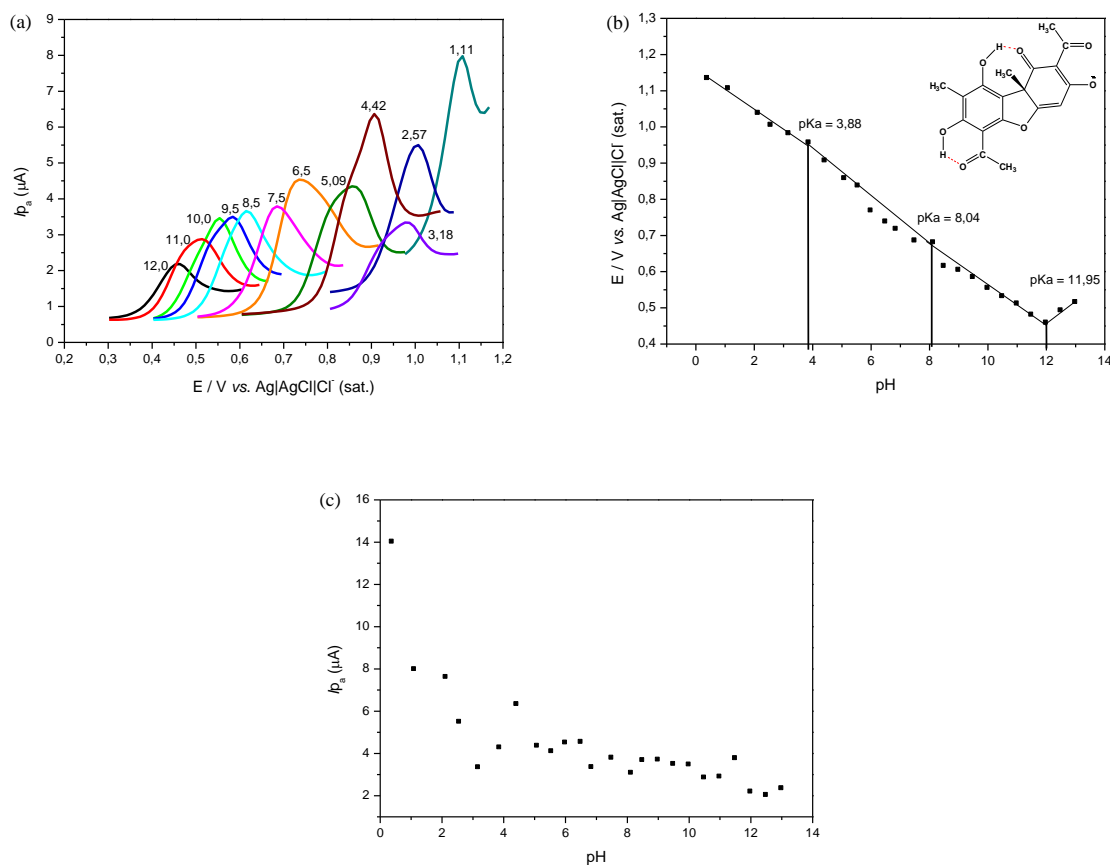 (a)
9
8
7
6
5
4
3
2
1
0
Ip_a (μA)
1,11
4,42
2,57
6,5
5,09
7,5
8,5
9,5
10,0
11,0
12,0
3,18
0,2 0,3 0,4 0,5 0,6 0,7 0,8 0,9 1,0 1,1 1,2
E / V vs. Ag|AgCl|Cl⁻ (sat.)
(b)
1,3
1,2
1,1
1,0
0,9
0,8
0,7
0,6
0,5
0,4
E / V vs. Ag|AgCl|Cl⁻ (sat.)
pKa = 3,88
pKa = 8,04
pKa = 11,95
H₃C
C O
H O
O
H₃C
O
H₃C
O
O
H
O C
CH₃
0 2 4 6 8 10 12 14
pH
(c)
16
14
12
10
8
6
4
2
Ip_a (μA)
0 2 4 6 8 10 12 14
pH